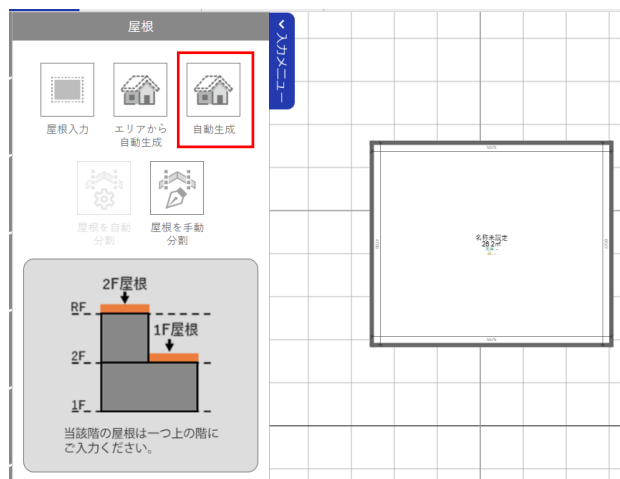 屋根
入力メニュー
屋根入力
エリアから
自動生成
自動生成
屋根を自動
分割
屋根を手動
分割
2F屋根
RF
1F屋根
2F
1F
当該階の屋根は一つ上の階に
ご入力ください。
名称未設定
28.2㎡